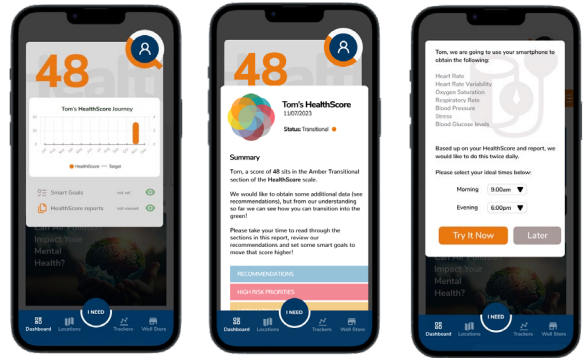 48
Tom's HealthScore Journey
HealthScore
Target
Smart Goals
not set
HealthScore reports
not viewed
Can Air Pollution
Impact Your
Mental
Health?
I NEED
Dashboard
Locations
Trackers
Well Store
48
Tom's HealthScore
11/07/2023
Status: Transitional
Summary
Tom, a score of 48 sits in the Amber Transitional
section of the HealthScore scale.
We would like to obtain some additional data (see
recommendations), but from our understanding
so far we can see how you can transition into the
green!
Please take your time to read through the
sections in this report, review our
recommendations and set some smart goals to
move that score higher!
RECOMMENDATIONS
HIGH RISK PRIORITIES
I NEED
Dashboard
Locations
Trackers
Well Store
Tom, we are going to use your smartphone to
obtain the following:
Heart Rate
Heart Rate Variability
Oxygen Saturation
Respiratory Rate
Blood Pressure
Stress
Blood Glucose levels
Based up on your HealthScore and report, we
would like to do this twice daily.
Please select your ideal times below:
Morning
9:00am
Evening
6:00pm
Try It Now
Later
Can Air Pollution
Impact Your
Mental
Health?
I NEED
Dashboard
Locations
Trackers
Well Store